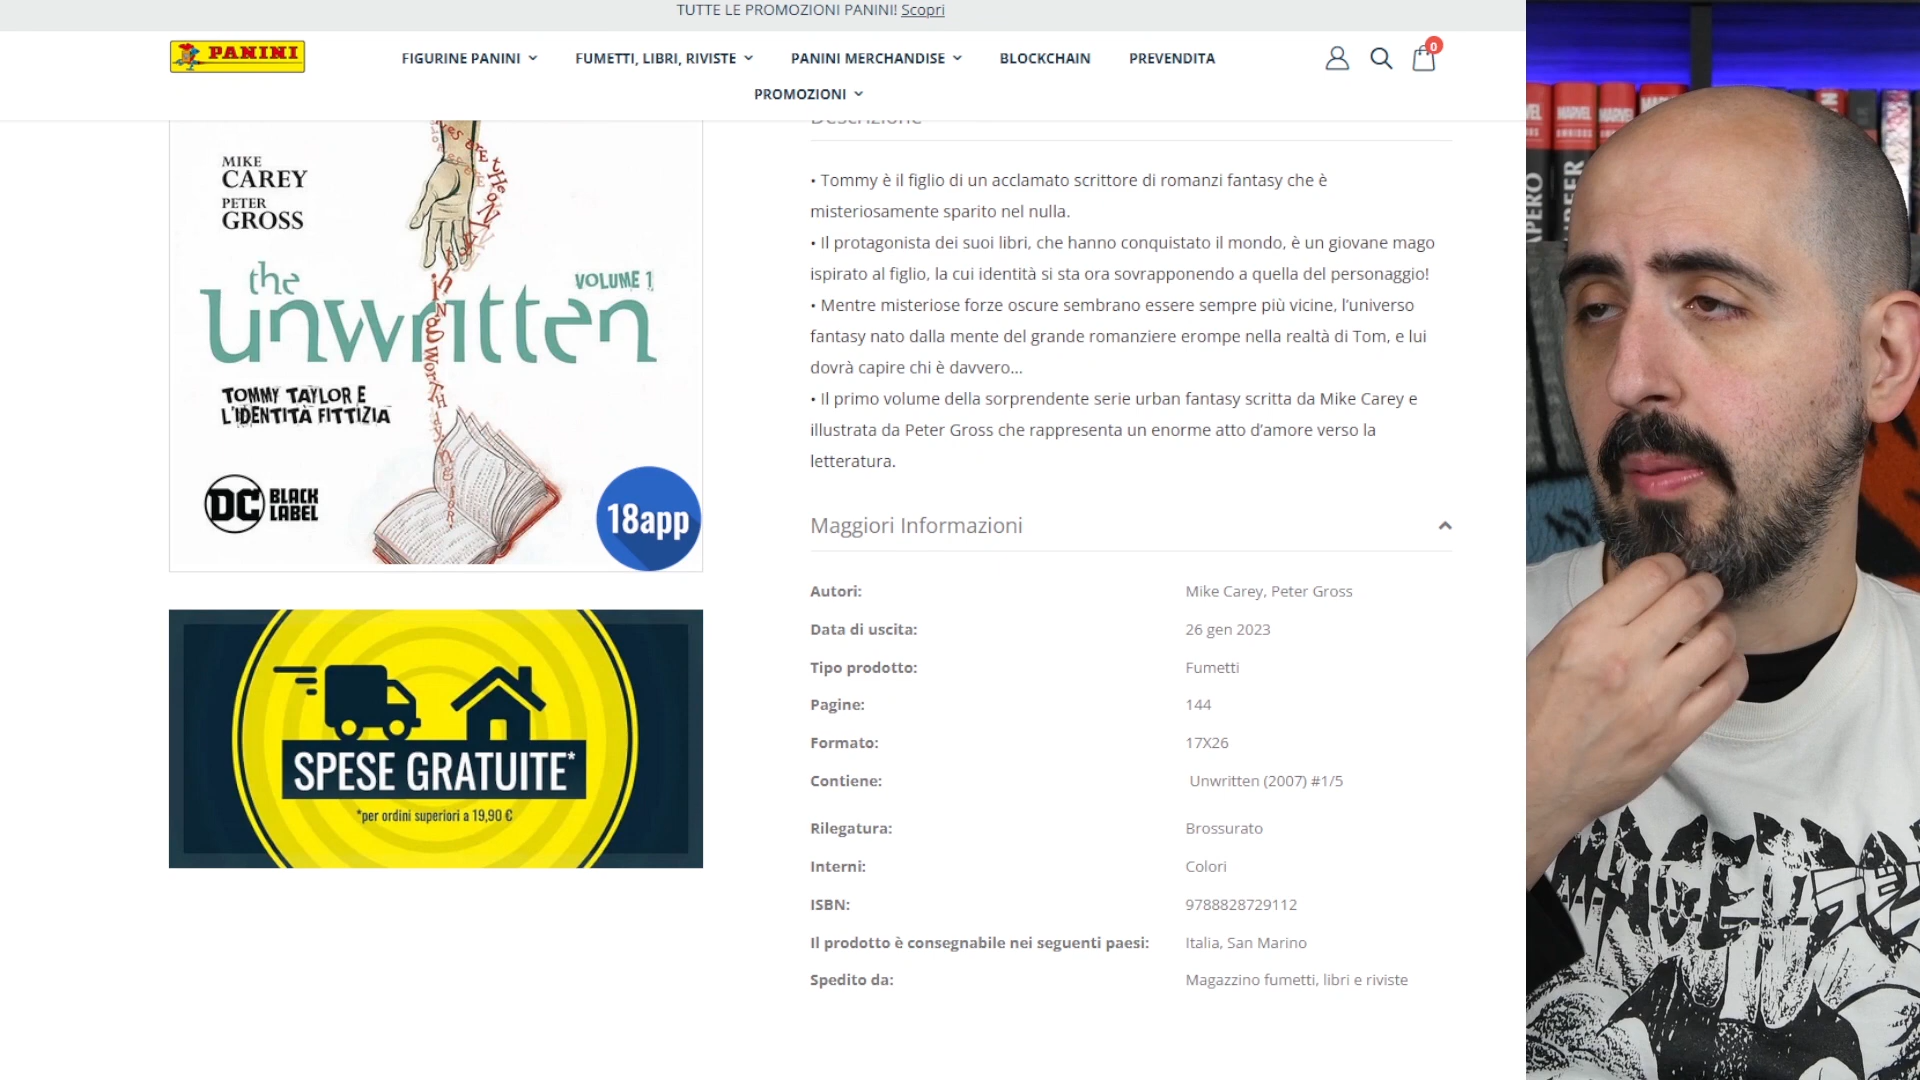 TUTTE LE PROMOZIONI PANINI! Scopri
PANINI
FIGURINE PANINI
FUMETTI, LIBRI, RIVISTE
PANINI MERCHANDISE
BLOCKCHAIN
PREVENDITA
0
PROMOZIONI
MIKE
CAREY
PETER
GROSS
the
unwritten
VOLUME 1
TOMMY TAYLOR E
L'IDENTITÀ FITTIZIA
DC BLACK
LABEL
18app
SPESE GRATUITE*
*per ordini superiori a 19,90 €
Descrizione
• Tommy è il figlio di un acclamato scrittore di romanzi fantasy che è
misteriosamente sparito nel nulla.
• Il protagonista dei suoi libri, che hanno conquistato il mondo, è un giovane mago
ispirato al figlio, la cui identità si sta ora sovrapponendo a quella del personaggio!
• Mentre misteriose forze oscure sembrano essere sempre più vicine, l’universo
fantasy nato dalla mente del grande romanziere erompe nella realtà di Tom, e lui
dovrà capire chi è davvero...
• Il primo volume della sorprendente serie urban fantasy scritta da Mike Carey e
illustrata da Peter Gross che rappresenta un enorme atto d’amore verso la
letteratura.
Maggiori Informazioni
Autori: Mike Carey, Peter Gross
Data di uscita: 26 gen 2023
Tipo prodotto: Fumetti
Pagine: 144
Formato: 17X26
Contiene: Unwritten (2007) #1/5
Rilegatura: Brossurato
Interni: Colori
ISBN: 9788828729112
Il prodotto è consegnabile nei seguenti paesi: Italia, San Marino
Spedito da: Magazzino fumetti, libri e riviste
MARVEL
MARVEL